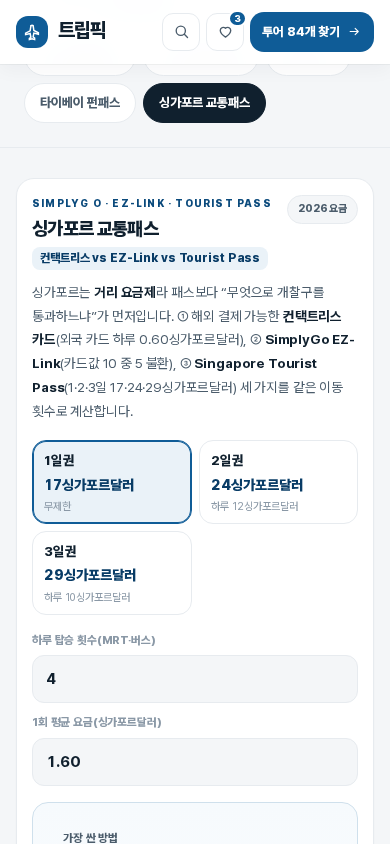 트립픽
3
투어 84개 찾기 →
타이베이 펀패스
싱가포르 교통패스
SIMPLYG O · EZ-LINK · TOURIST PASS
2026 요금
싱가포르 교통패스
컨택트리스 vs EZ-Link vs Tourist Pass
싱가포르는 거리 요금제라 패스보다 “무엇으로 개찰구를
통과하느냐”가 먼저입니다. ① 해외 결제 가능한 컨택트리스
카드(외국 카드 하루 0.60싱가포르달러), ② SimplyGo EZ-
Link(카드값 10 중 5 불환), ③ Singapore Tourist
Pass(1·2·3일 17·24·29싱가포르달러) 세 가지를 같은 이동
횟수로 계산합니다.
1일권
17싱가포르달러
무제한
2일권
24싱가포르달러
하루 12싱가포르달러
3일권
29싱가포르달러
하루 10싱가포르달러
하루 탑승 횟수(MRT·버스)
4
1회 평균 요금(싱가포르달러)
1.60
가장 싼 방법